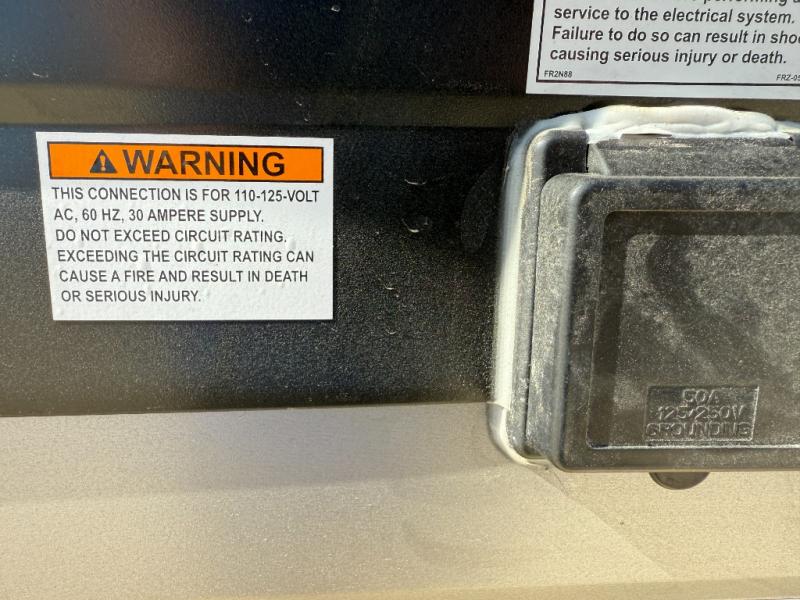 service to the electrical system.
Failure to do so can result in
causing serious injury or death.
FR2N88
WARNING
THIS CONNECTION IS FOR 110-125-VOLT
AC, 60 HZ, 30 AMPERE SUPPLY.
DO NOT EXCEED CIRCUIT RATING.
EXCEEDING THE CIRCUIT RATING CAN
CAUSE A FIRE AND RESULT IN DEATH
OR SERIOUS INJURY.
50A
125/250V
GROUNDING